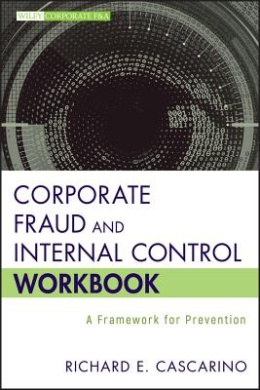 WILEY CORPORATE F&A
CORPORATE
FRAUD AND
INTERNAL CONTROL
WORKBOOK
A Framework for Prevention
RICHARD E. CASCARINO